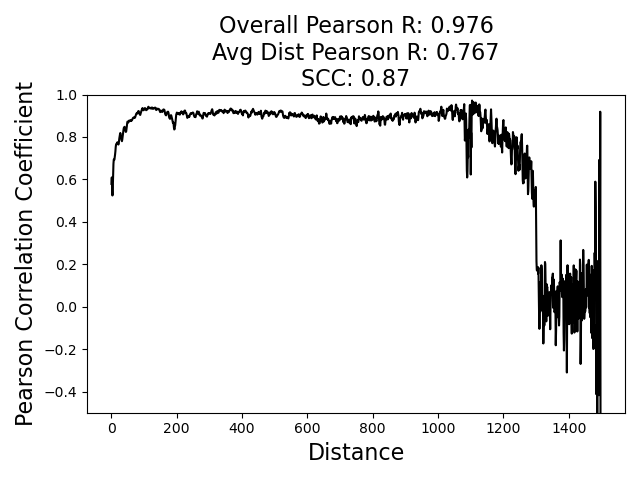 Overall Pearson R: 0.976
Avg Dist Pearson R: 0.767
SCC: 0.87
Pearson Correlation Coefficient
1.0
0.8
0.6
0.4
0.2
0.0
−0.2
−0.4
0 200 400 600 800 1000 1200 1400
Distance